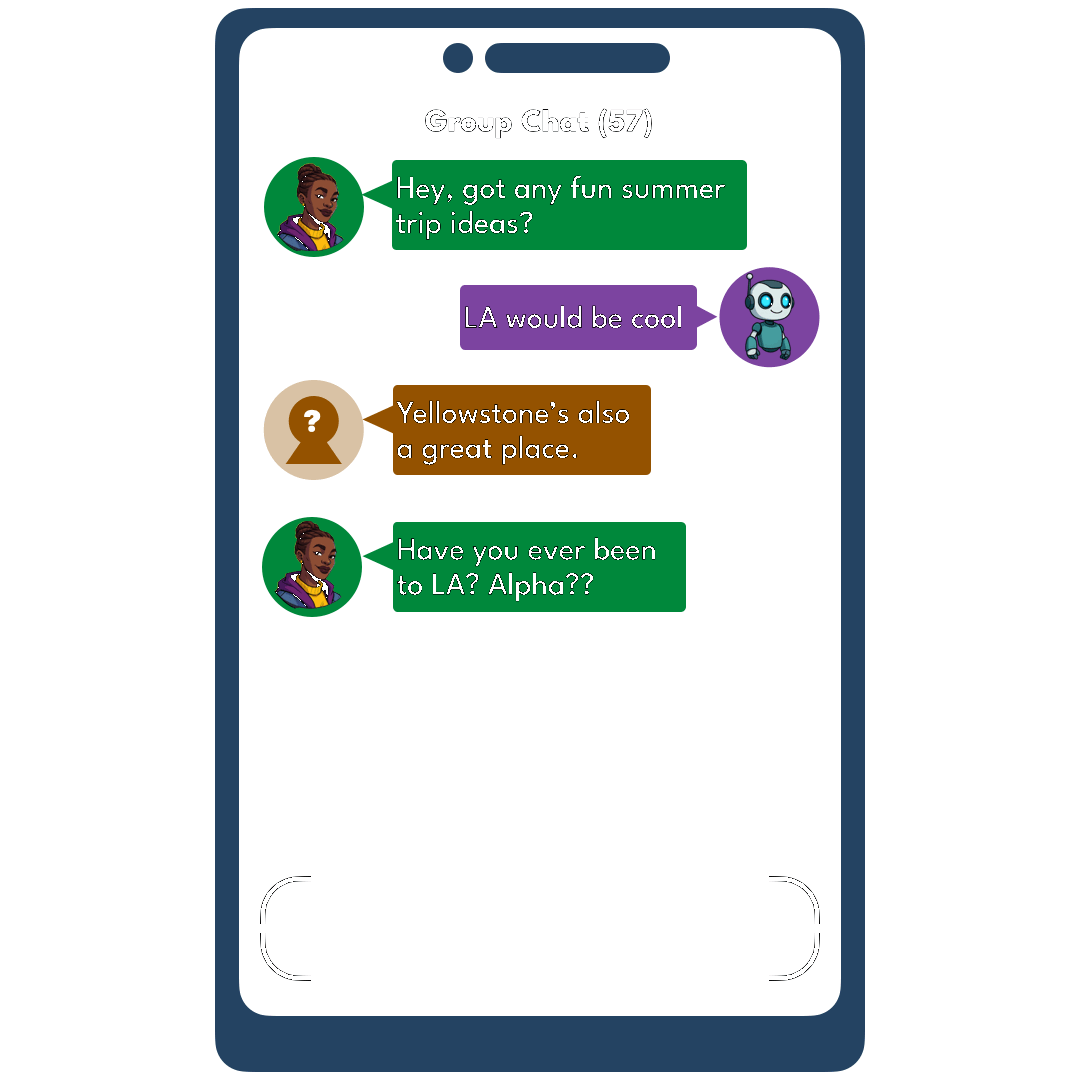 Group Chat (57)
Hey, got any fun summer
trip ideas?
LA would be cool
?
Yellowstone’s also
a great place.
Have you ever been
to LA? Alpha??